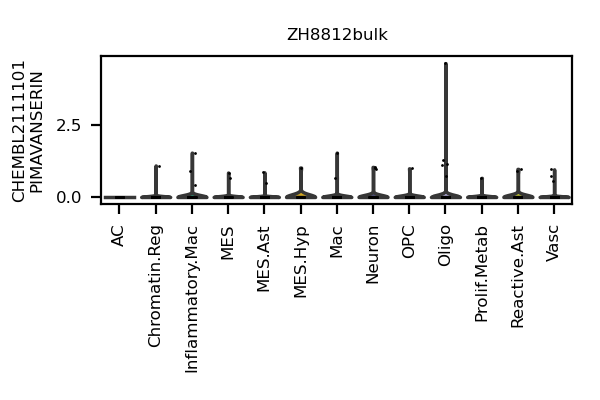 ZH8812bulk
CHEMBL2111101
PIMAVANSERIN
2.5
0.0
AC
Chromatin.Reg
Inflammatory.Mac
MES
MES.Ast
MES.Hyp
Mac
Neuron
OPC
Oligo
Prolif.Metab
Reactive.Ast
Vasc